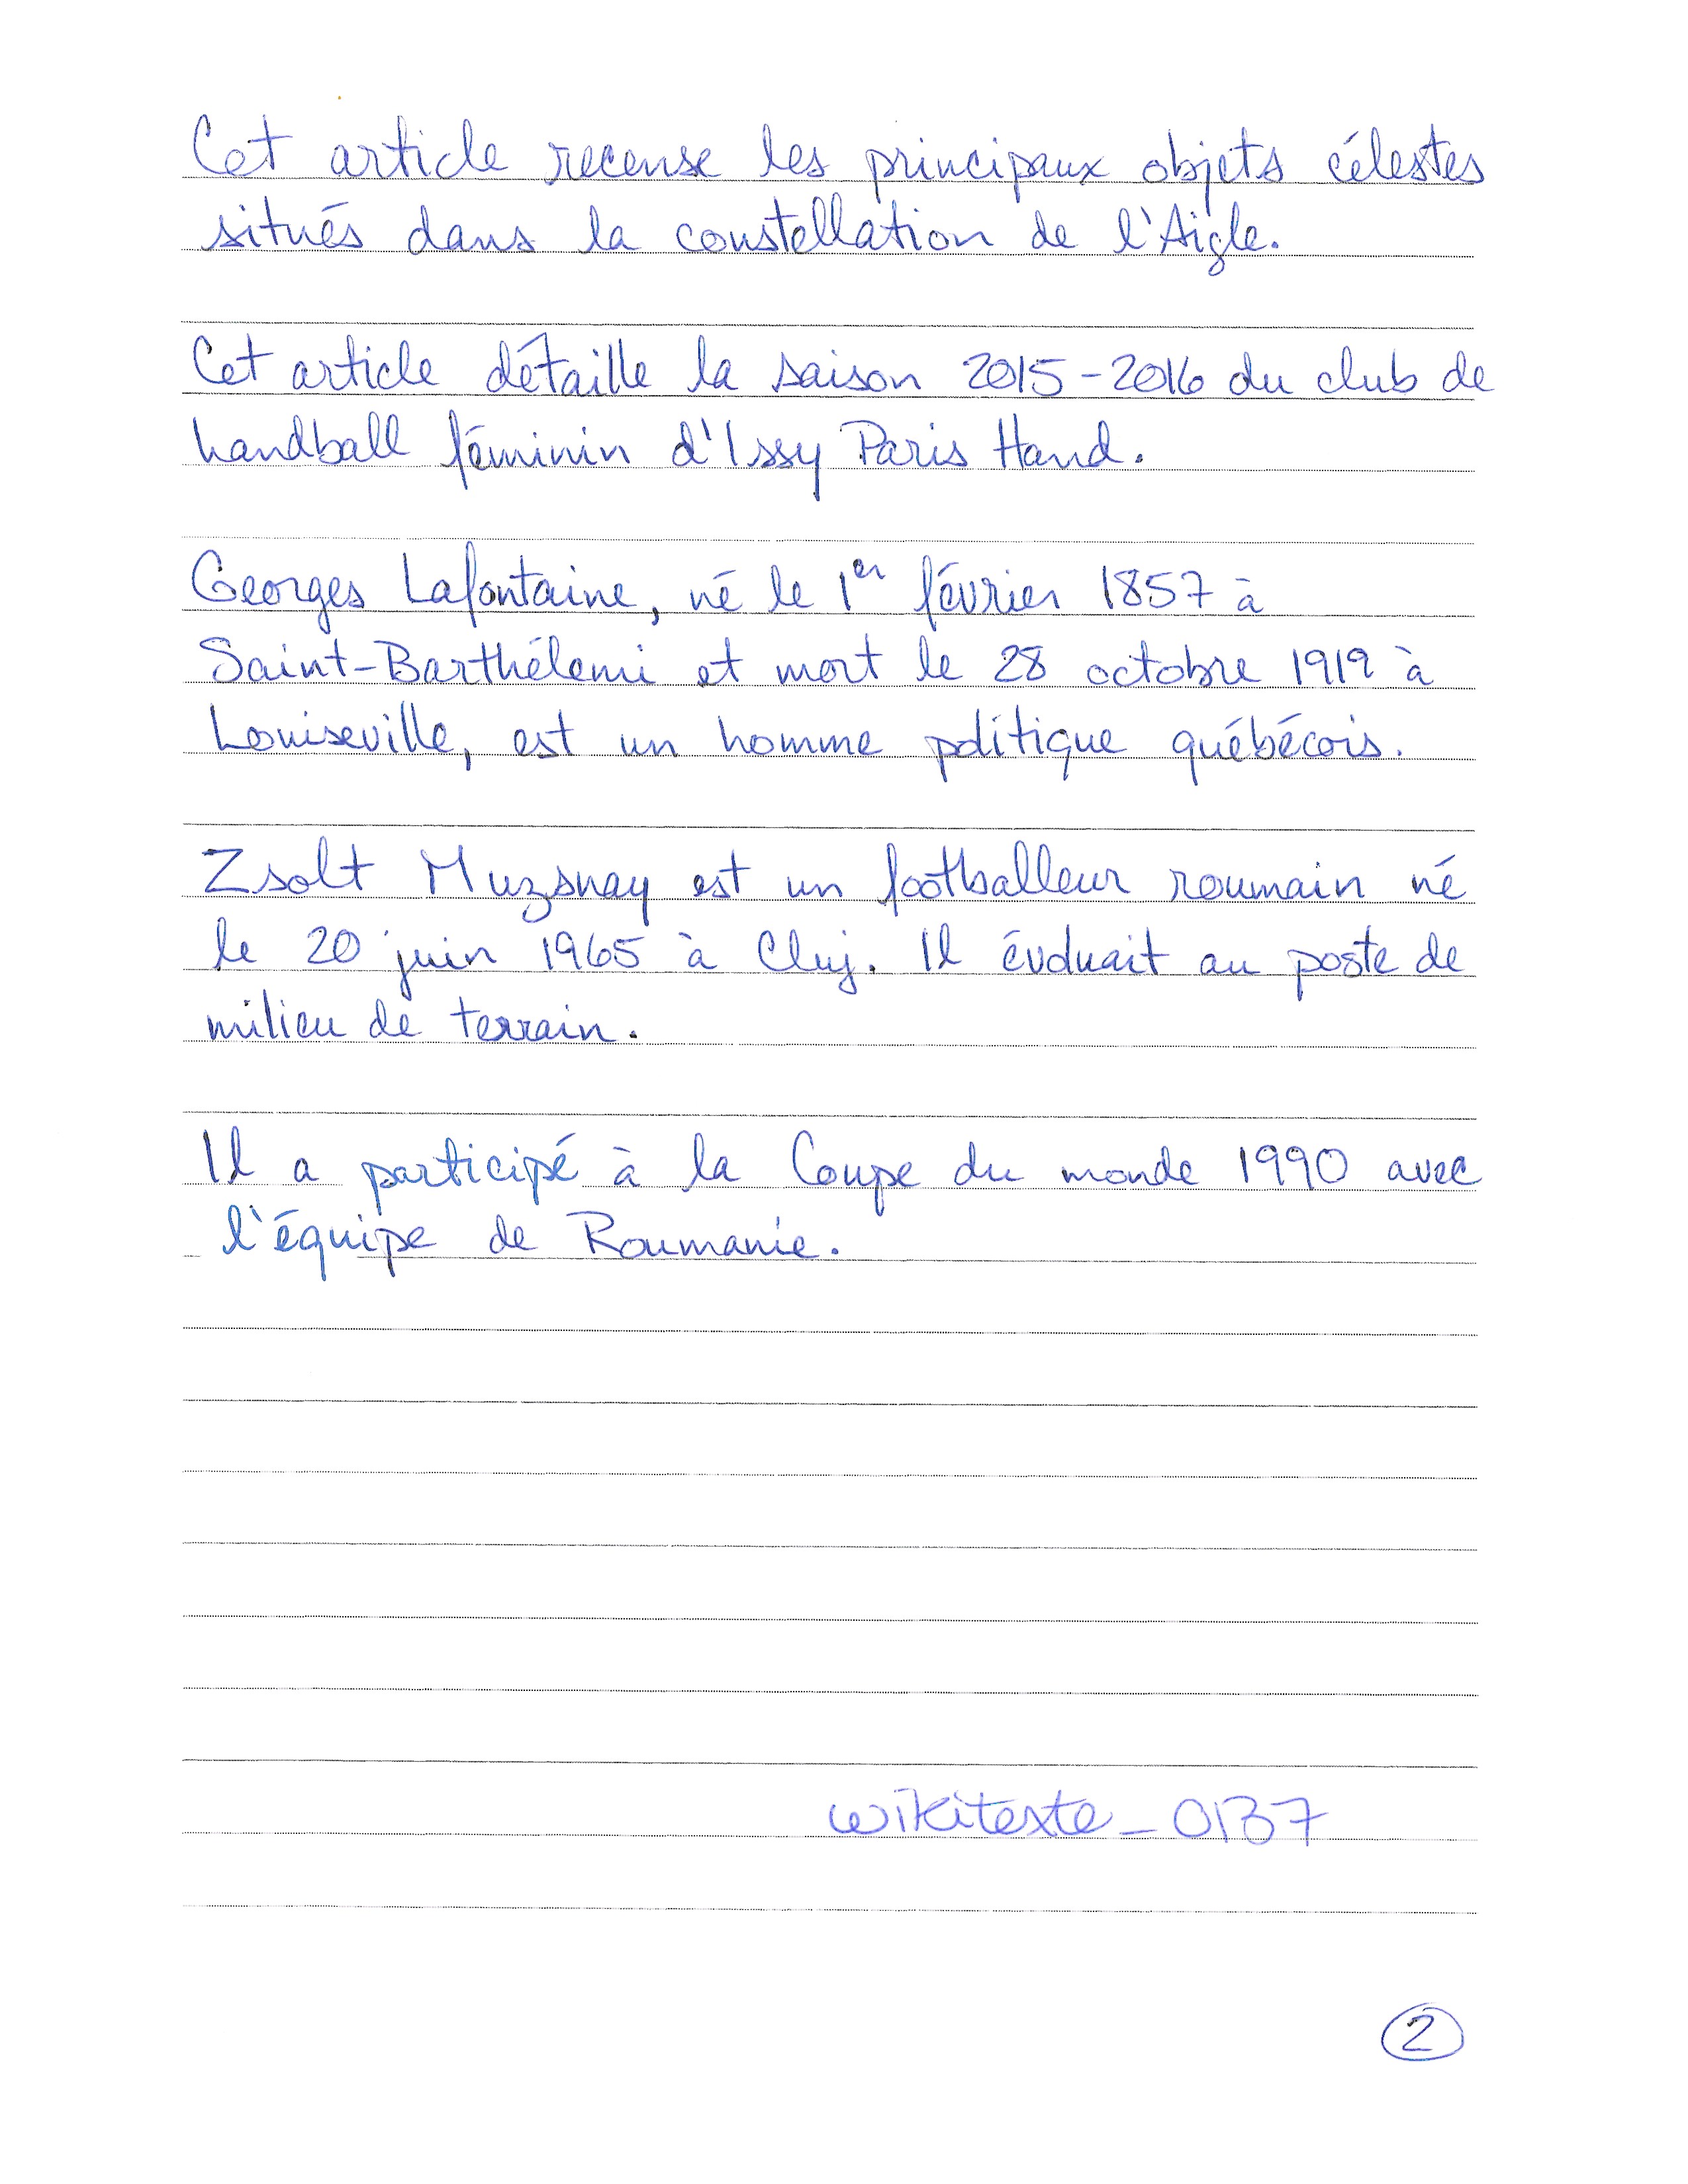 Cet article recense les principaux objets célestes
situés dans la constellation de l'Aigle.
Cet article détaille la saison 2015-2016 du club de
handball féminin d'Issy Paris Hand.
Georges Lafontaine, né le 1er février 1857 à
Saint-Barthélemi et mort le 28 octobre 1919 à
Louiseville, est un homme politique québécois.
Zsolt Muzsnay est un footballeur roumain né
le 20 juin 1965 à Cluj. Il évoluait au poste de
milieu de terrain.
Il a participé à la Coupe du monde 1990 avec
l'équipe de Roumanie.
wikitexte_0137
2